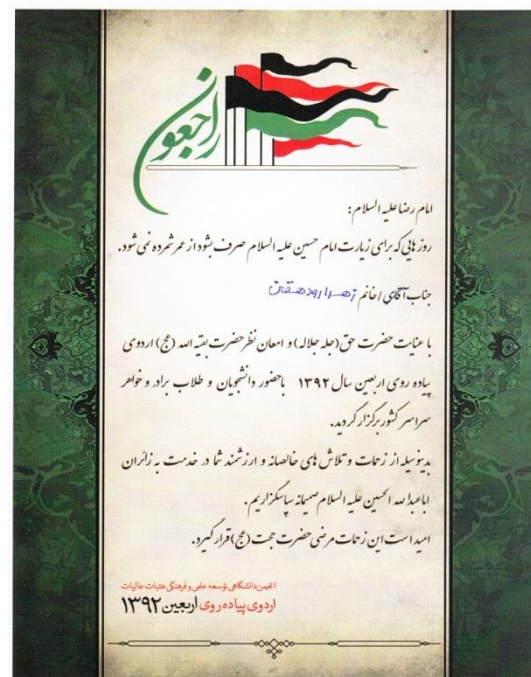 راجعون
امام رضا علیه السلام:
روزهایی که برای زیارت امام حسین علیه السلام صرف بشود از عمر شمرده نمی شود.
جناب آقای / خانم زهرا
با عنایت حضرت حق (جله جلاله) و امعان نظر حضرت بقیه الله (عج) اردوی
پیاده روی اربعین سال ۱۳۹۲ باحضور دانشجویان و طلاب برادر و خواهر
سراسر کشور برگزار گردید.
بدینوسیله از زحمات و تلاش های خالصانه و ارزشمند شما در خدمت به زائران
اباعبدالله الحسین علیه السلام صمیمانه سپاسگزاریم.
امید است این زحمات مرضی حضرت حجت (عج) قرار گیرد.
انجمن دانشگاهی توسعه علمی و فرهنگی عتبات عالیات
اردوی پیاده روی اربعین ۱۳۹۲